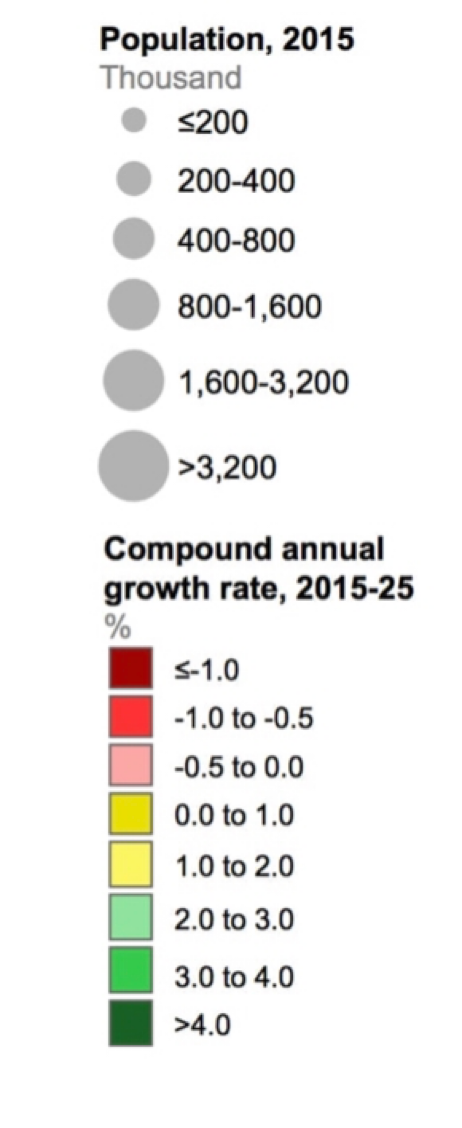 Population, 2015
Thousand
≤200
200-400
400-800
800-1,600
1,600-3,200
>3,200
Compound annual
growth rate, 2015-25
%
≤-1.0
-1.0 to -0.5
-0.5 to 0.0
0.0 to 1.0
1.0 to 2.0
2.0 to 3.0
3.0 to 4.0
>4.0